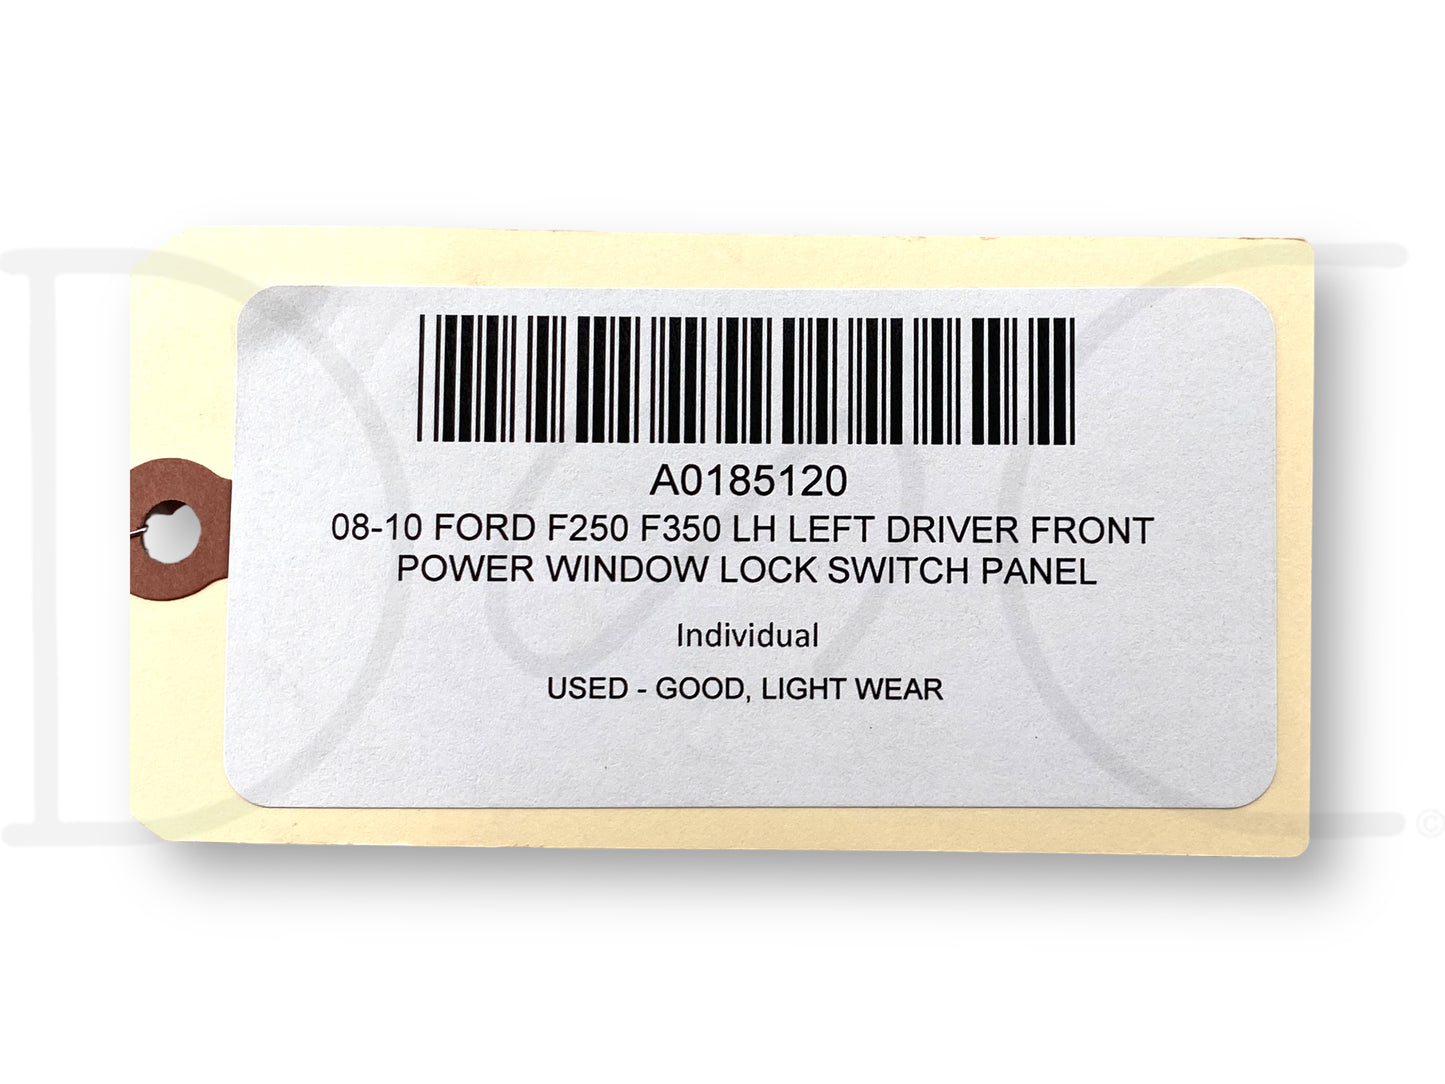 A0185120
08-10 FORD F250 F350 LH LEFT DRIVER FRONT
POWER WINDOW LOCK SWITCH PANEL
Individual
USED - GOOD, LIGHT WEAR
©